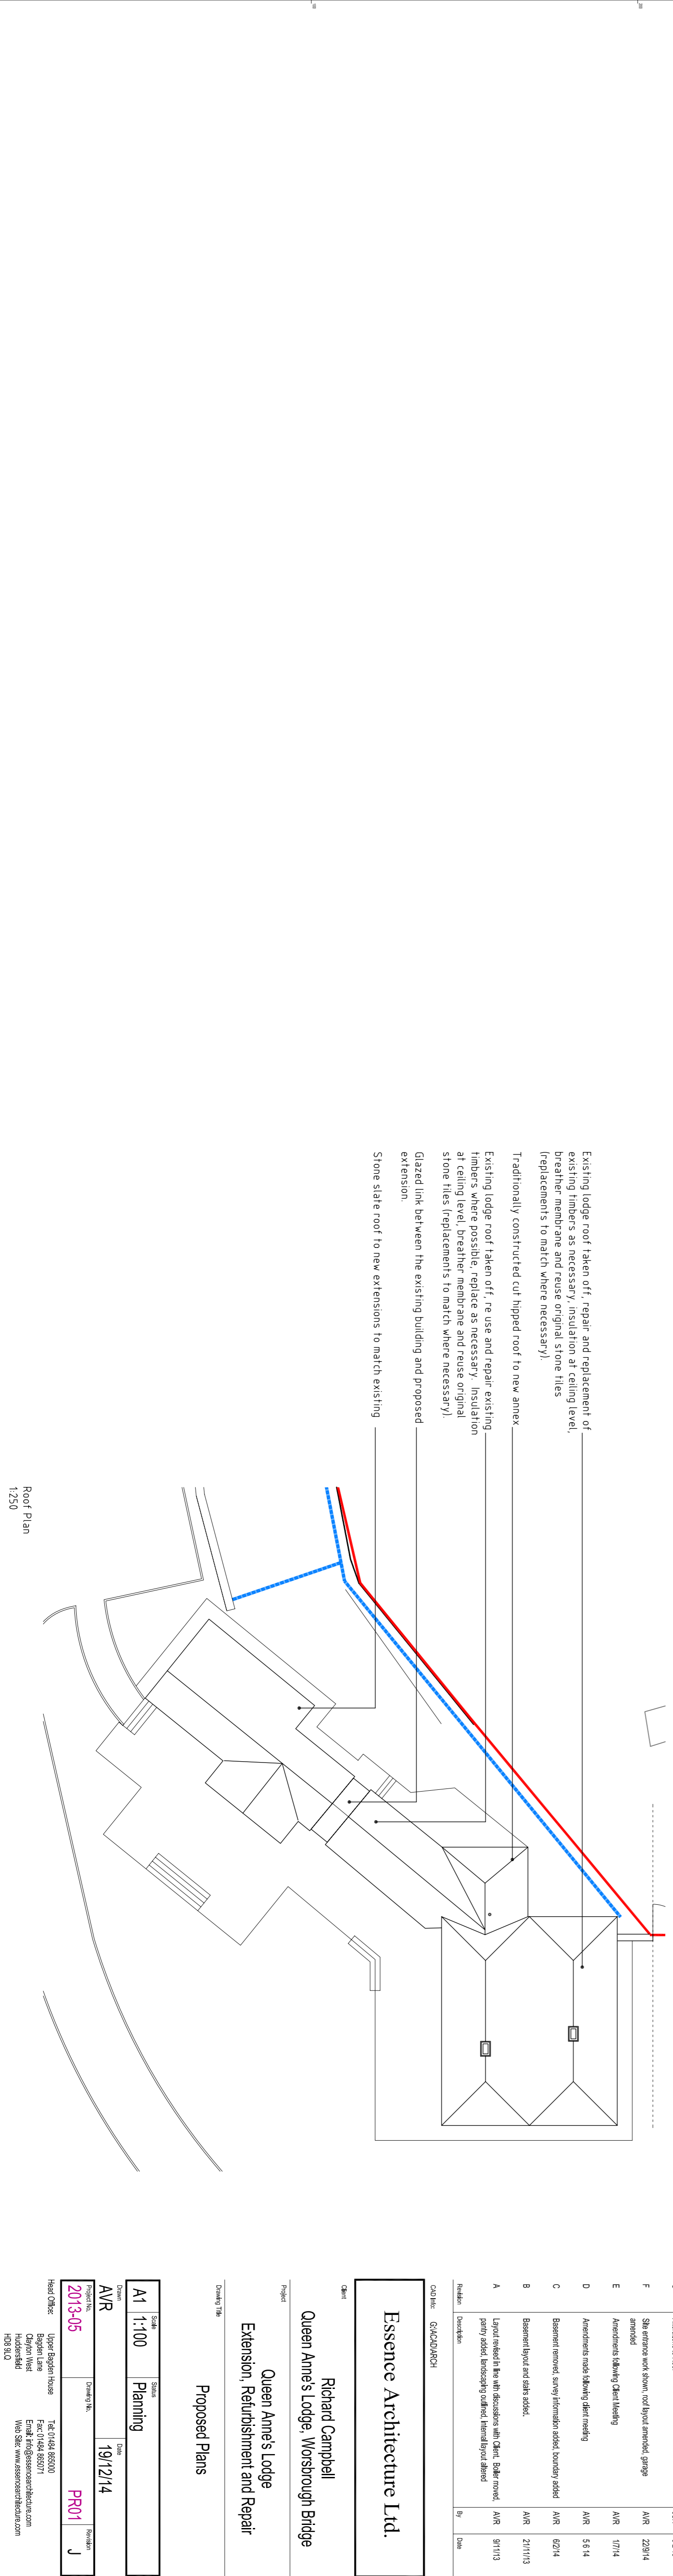 Existing lodge roof taken off, repair and replacement of
existing timbers as necessary, insulation at ceiling level,
breather membrane and reuse original stone tiles
(replacements to match where necessary).
Traditionally constructed cut hipped roof to new annex
Existing lodge roof taken off, re use and repair existing
timbers where possible, replace as necessary. Insulation
at ceiling level, breather membrane and reuse original
stone tiles (replacements to match where necessary).
Glazed link between the existing building and proposed
extension.
Stone slate roof to new extensions to match existing
Roof Plan
1:250
F Site entrance work shown, roof layout amended, garage AVR 22/9/14
amended
E Amendments following Client Meeting AVR 1/7/14
D Amendments made following client meeting AVR 5 6 14
C Basement removed, survey information added, boundary added AVR 6/2/14
B Basement layout and stairs added. AVR 21/11/13
A Layout revised in line with discussions with Client. Boiler moved, AVR 9/11/13
pantry added, landscaping outlined, internal layout altered
Revision Description By Date
CAD Info: G/ACAD/ARCH
Essence Architecture Ltd.
Client
Richard Campbell
Queen Anne's Lodge, Worsbrough Bridge
Project
Queen Anne's Lodge
Extension, Refurbishment and Repair
Drawing Title
Proposed Plans
Scale Status
A1 1:100 Planning
Drawn Date
AVR 19/12/14
Project No. Drawing No. Revision
2013-05 PR01 J
Head Office: Upper Bagden House Tel: 01484 865000
Bagden Lane Fax: 01484 865071
Clayton West Email: info@essencearchitecture.com
Huddersfield Web Site: www.essencearchitecture.com
HD8 9LQ